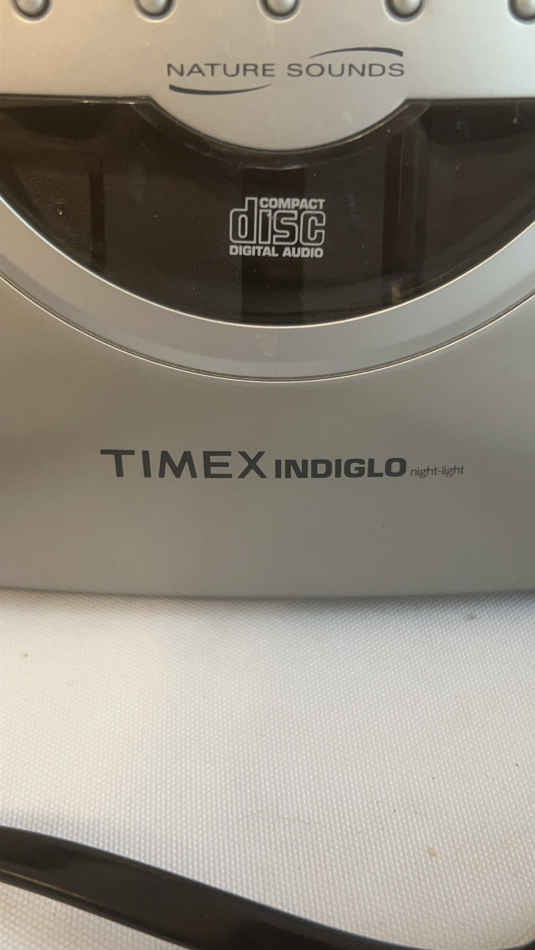 NATURE SOUNDS
COMPACT
disc
DIGITAL AUDIO
TIMEX INDIGLO night-light